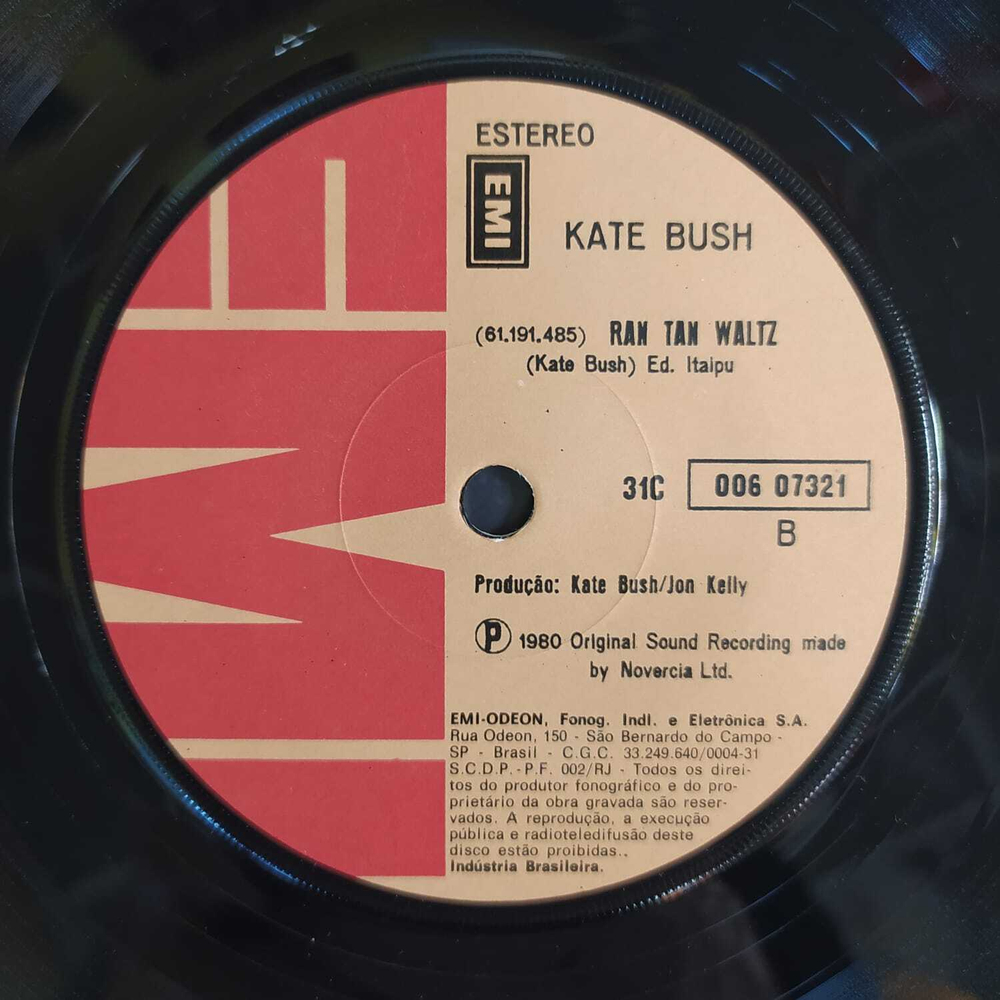 ESTEREO
EMI
KATE BUSH
(61.191.485) RAN TAN WALTZ
(Kate Bush) Ed. Itaipu
31C 006 07321
B
Produção: Kate Bush/Jon Kelly
Ⓟ 1980 Original Sound Recording made
by Novercia Ltd.
EMI-ODEON, Fonog. Indl. e Eletrônica S.A.
Rua Odeon, 150 - São Bernardo do Campo -
SP - Brasil - C.G.C. 33.249.640/0004-31
S.C.D.P.-P.F. 002/RJ - Todos os direi-
tos do produtor fonográfico e do pro-
prietário da obra gravada são reser-
vados. A reprodução, a execução
pública e radioteledifusão deste
disco estão proibidas..
Indústria Brasileira.
EMI